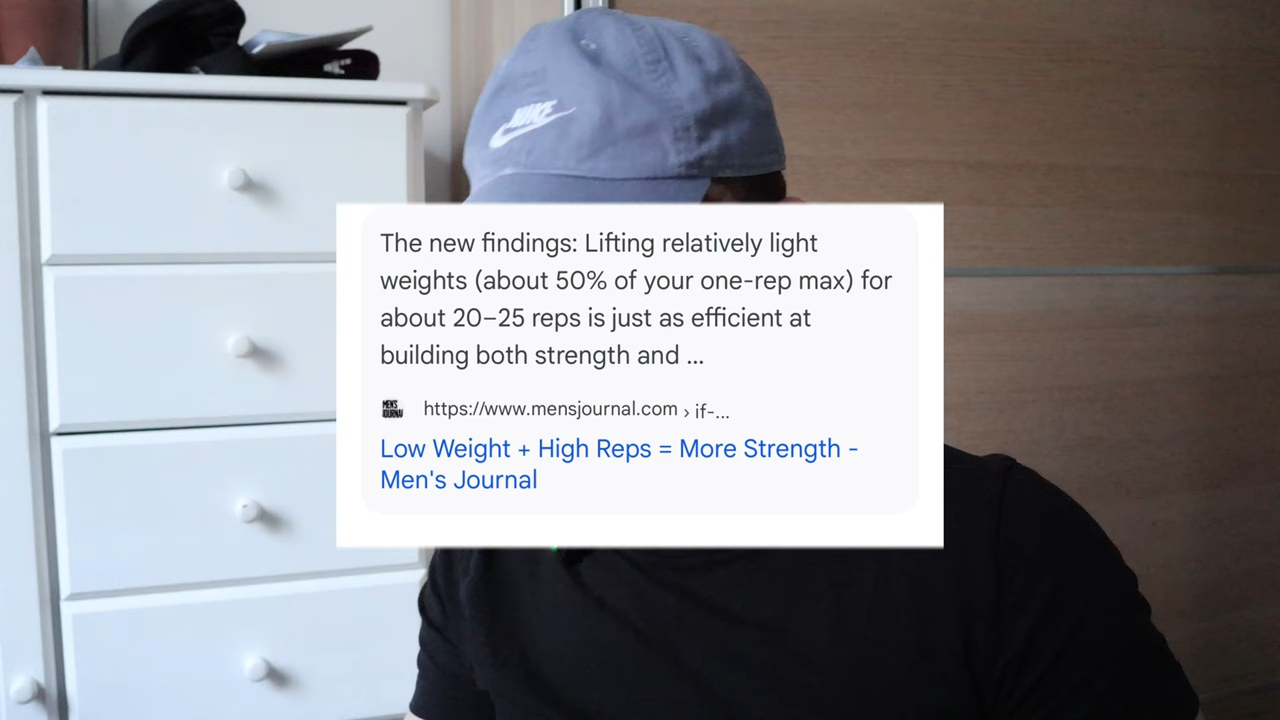 NIKE
The new findings: Lifting relatively light
weights (about 50% of your one-rep max) for
about 20–25 reps is just as efficient at
building both strength and ...
MEN'S
JOURNAL
https://www.mensjournal.com › if-...
Low Weight + High Reps = More Strength -
Men's Journal